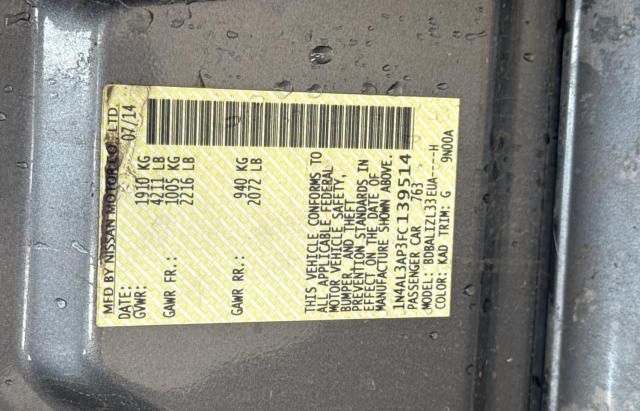 MFD BY NISSAN MOTOR CO., LTD.
DATE: 07/14
GVWR: 1910 KG
4211 LB
GAWR FR.: 1005 KG
2216 LB
GAWR RR.: 940 KG
2072 LB
THIS VEHICLE CONFORMS TO
ALL APPLICABLE FEDERAL
MOTOR VEHICLE SAFETY,
BUMPER, AND THEFT
PREVENTION STANDARDS IN
EFFECT ON THE DATE OF
MANUFACTURE SHOWN ABOVE.
1N4AL3AP3FC139514
PASSENGER CAR 763
MODEL: BDBALIZL33EUA----H
COLOR: KAD TRIM: G 9N00A